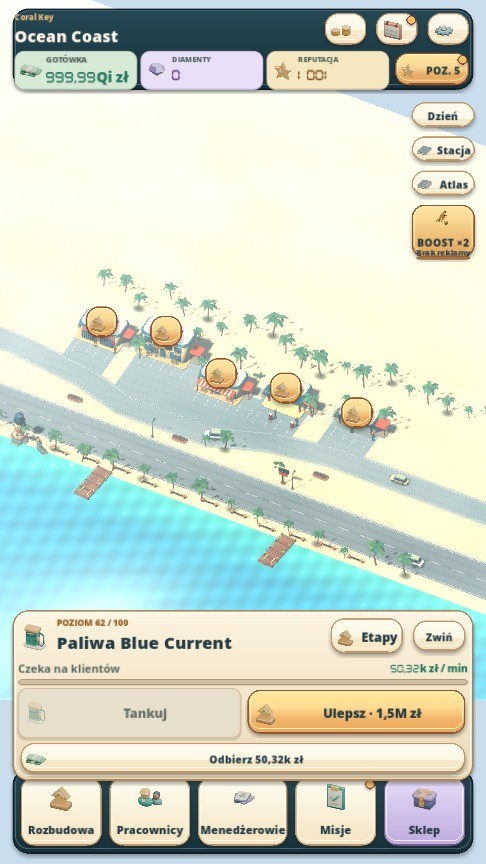 Coral Key
Ocean Coast
GOTÓWKA
999,99Qi zł
DIAMENTY
0
REPUTACJA
POZ. 5
Dzień
Stacja
Atlas
BOOST ×2
Brak reklamy
POZIOM 62 / 100
Paliwa Blue Current
Etapy
Zwiń
Czeka na klientów
50,32k zł / min
Tankuj
Ulepsz · 1,5M zł
Odbierz 50,32k zł
Rozbudowa
Pracownicy
Menedżerowie
Misje
Sklep